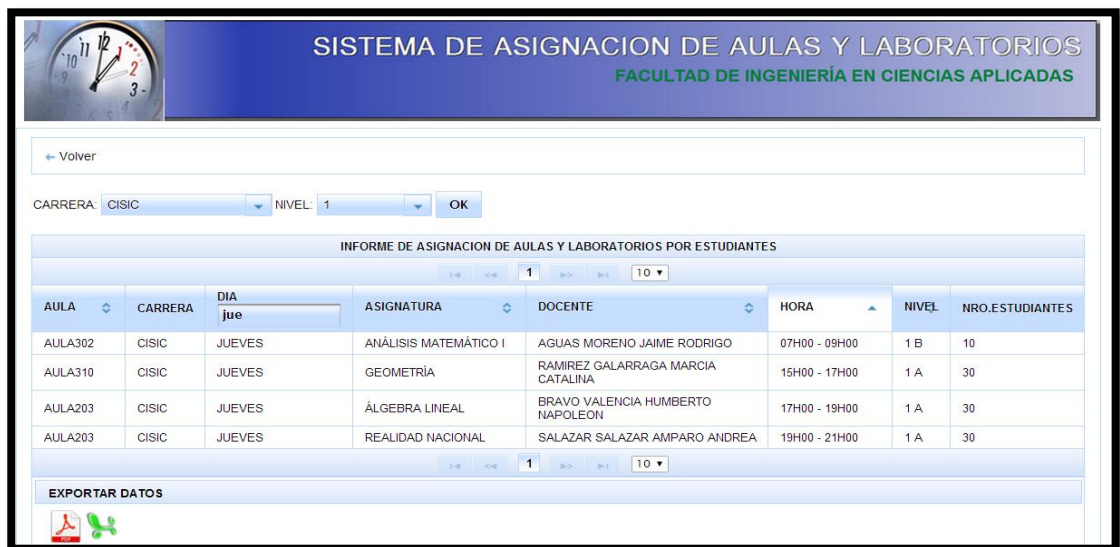 SISTEMA DE ASIGNACION DE AULAS Y LABORATORIOS
FACULTAD DE INGENIERÍA EN CIENCIAS APLICADAS
← Volver
CARRERA: CISIC NIVEL: 1 OK
INFORME DE ASIGNACION DE AULAS Y LABORATORIOS POR ESTUDIANTES
1 10
AULA CARRERA DIA jue ASIGNATURA DOCENTE HORA NIVEL NRO.ESTUDIANTES
AULA302 CISIC JUEVES ANÁLISIS MATEMÁTICO I AGUAS MORENO JAIME RODRIGO 07H00 - 09H00 1 B 10
AULA310 CISIC JUEVES GEOMETRÍA RAMIREZ GALARRAGA MARCIA CATALINA 15H00 - 17H00 1 A 30
AULA203 CISIC JUEVES ÁLGEBRA LINEAL BRAVO VALENCIA HUMBERTO NAPOLEON 17H00 - 19H00 1 A 30
AULA203 CISIC JUEVES REALIDAD NACIONAL SALAZAR SALAZAR AMPARO ANDREA 19H00 - 21H00 1 A 30
1 10
EXPORTAR DATOS
PDF